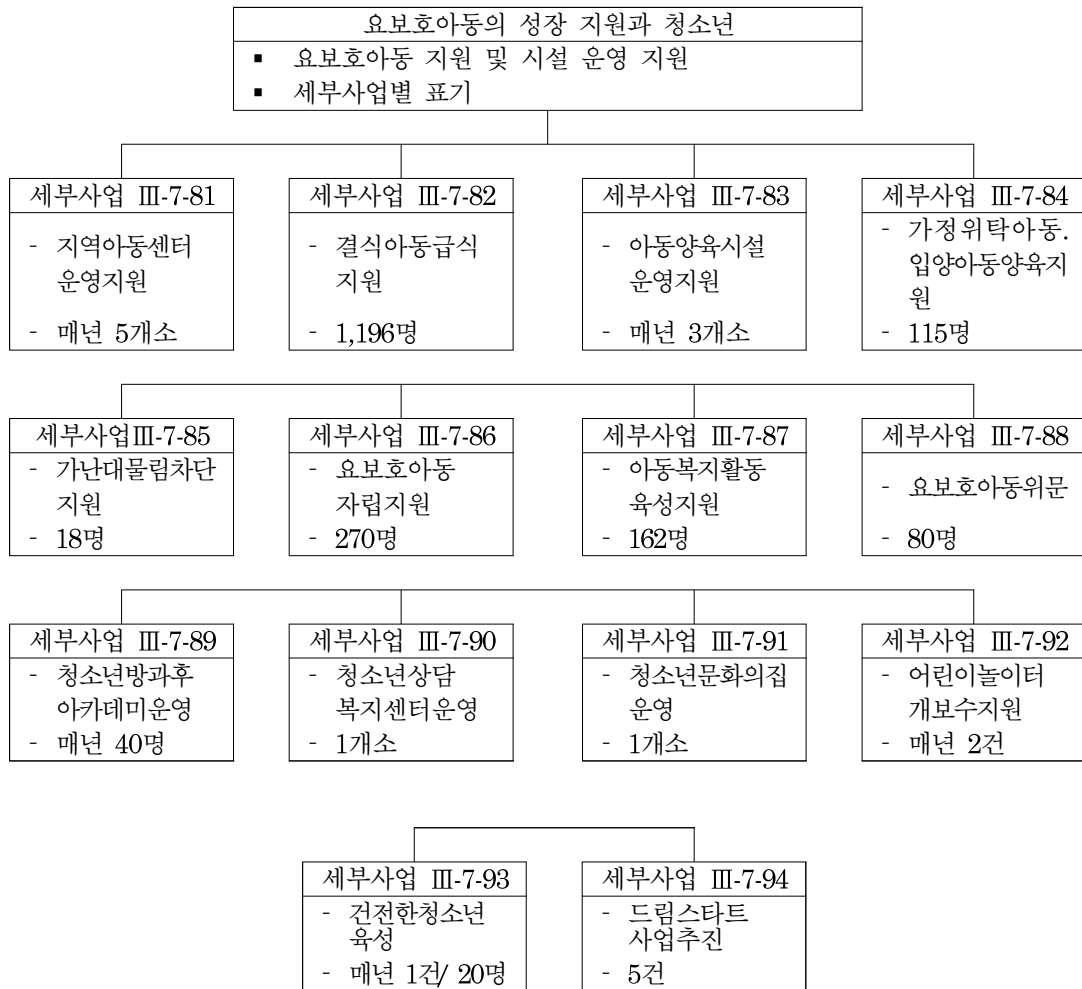 요보호아동의 성장 지원과 청소년
▪ 요보호아동 지원 및 시설 운영 지원
▪ 세부사업별 표기
세부사업 Ⅲ-7-81
- 지역아동센터
운영지원
- 매년 5개소
세부사업 Ⅲ-7-82
- 결식아동급식
지원
- 1,196명
세부사업 Ⅲ-7-83
- 아동양육시설
운영지원
- 매년 3개소
세부사업 Ⅲ-7-84
- 가정위탁아동.
입양아동양육지
원
- 115명
세부사업Ⅲ-7-85
- 가난대물림차단
지원
- 18명
세부사업 Ⅲ-7-86
- 요보호아동
자립지원
- 270명
세부사업 Ⅲ-7-87
- 아동복지활동
육성지원
- 162명
세부사업 Ⅲ-7-88
- 요보호아동위문
- 80명
세부사업 Ⅲ-7-89
- 청소년방과후
아카데미운영
- 매년 40명
세부사업 Ⅲ-7-90
- 청소년상담
복지센터운영
- 1개소
세부사업 Ⅲ-7-91
- 청소년문화의집
운영
- 1개소
세부사업 Ⅲ-7-92
- 어린이놀이터
개보수지원
- 매년 2건
세부사업 Ⅲ-7-93
- 건전한청소년
육성
- 매년 1건/ 20명
세부사업 Ⅲ-7-94
- 드림스타트
사업추진
- 5건